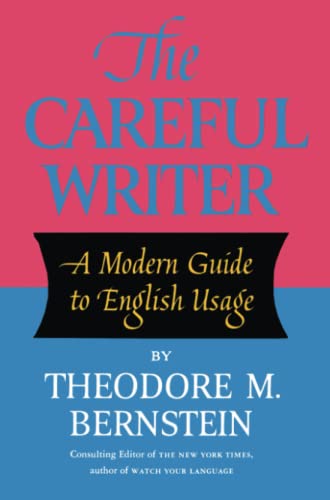 The
CAREFUL
WRITER
A Modern Guide
to English Usage
BY
THEODORE M.
BERNSTEIN
Consulting Editor of THE NEW YORK TIMES,
author of WATCH YOUR LANGUAGE